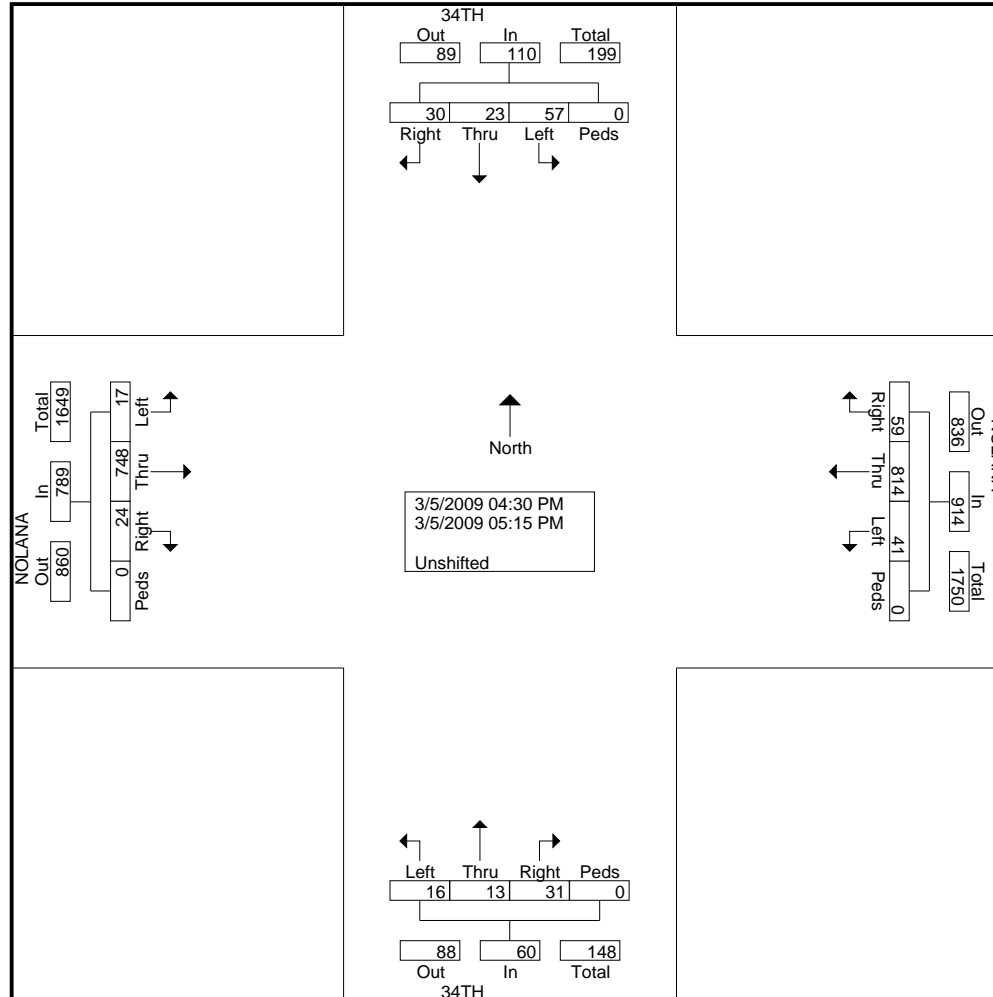 34TH
Out In Total
89 110 199
30 23 57 0
Right Thru Left Peds
NOLANA
Total In Out
1649 789 860
17 748 24 0
Left Thru Right Peds
North
3/5/2009 04:30 PM
3/5/2009 05:15 PM
Unshifted
Right Thru Left Peds
59 814 41 0
836 914 1750
Out In Total
Left Thru Right Peds
16 13 31 0
88 60 148
Out In Total
34TH